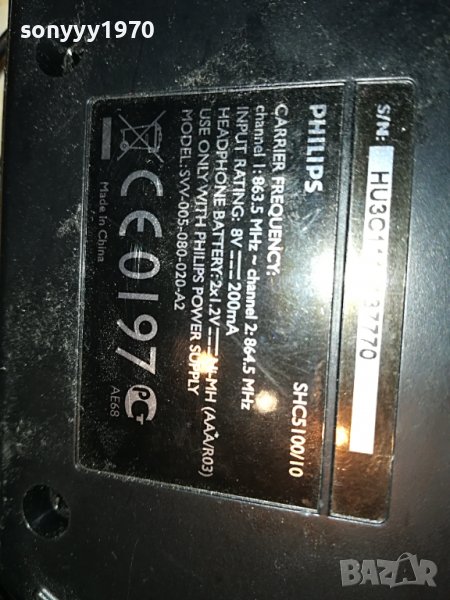 sonyyy1970
S/N:
PHILIPS
SHC5100/10
CARRIER FREQUENCY:
channel 1: 863.5 MHz ~ channel 2: 864.5 MHz
INPUT RATING: 8V 200mA
HEADPHONE BATTERY: 2x1.2V (AAA/R03)
USE ONLY WITH PHILIPS POWER SUPPLY
MODEL: SVV-005-080-020-A2
CE0197
PCT
AE68
Made in China
BAZAR